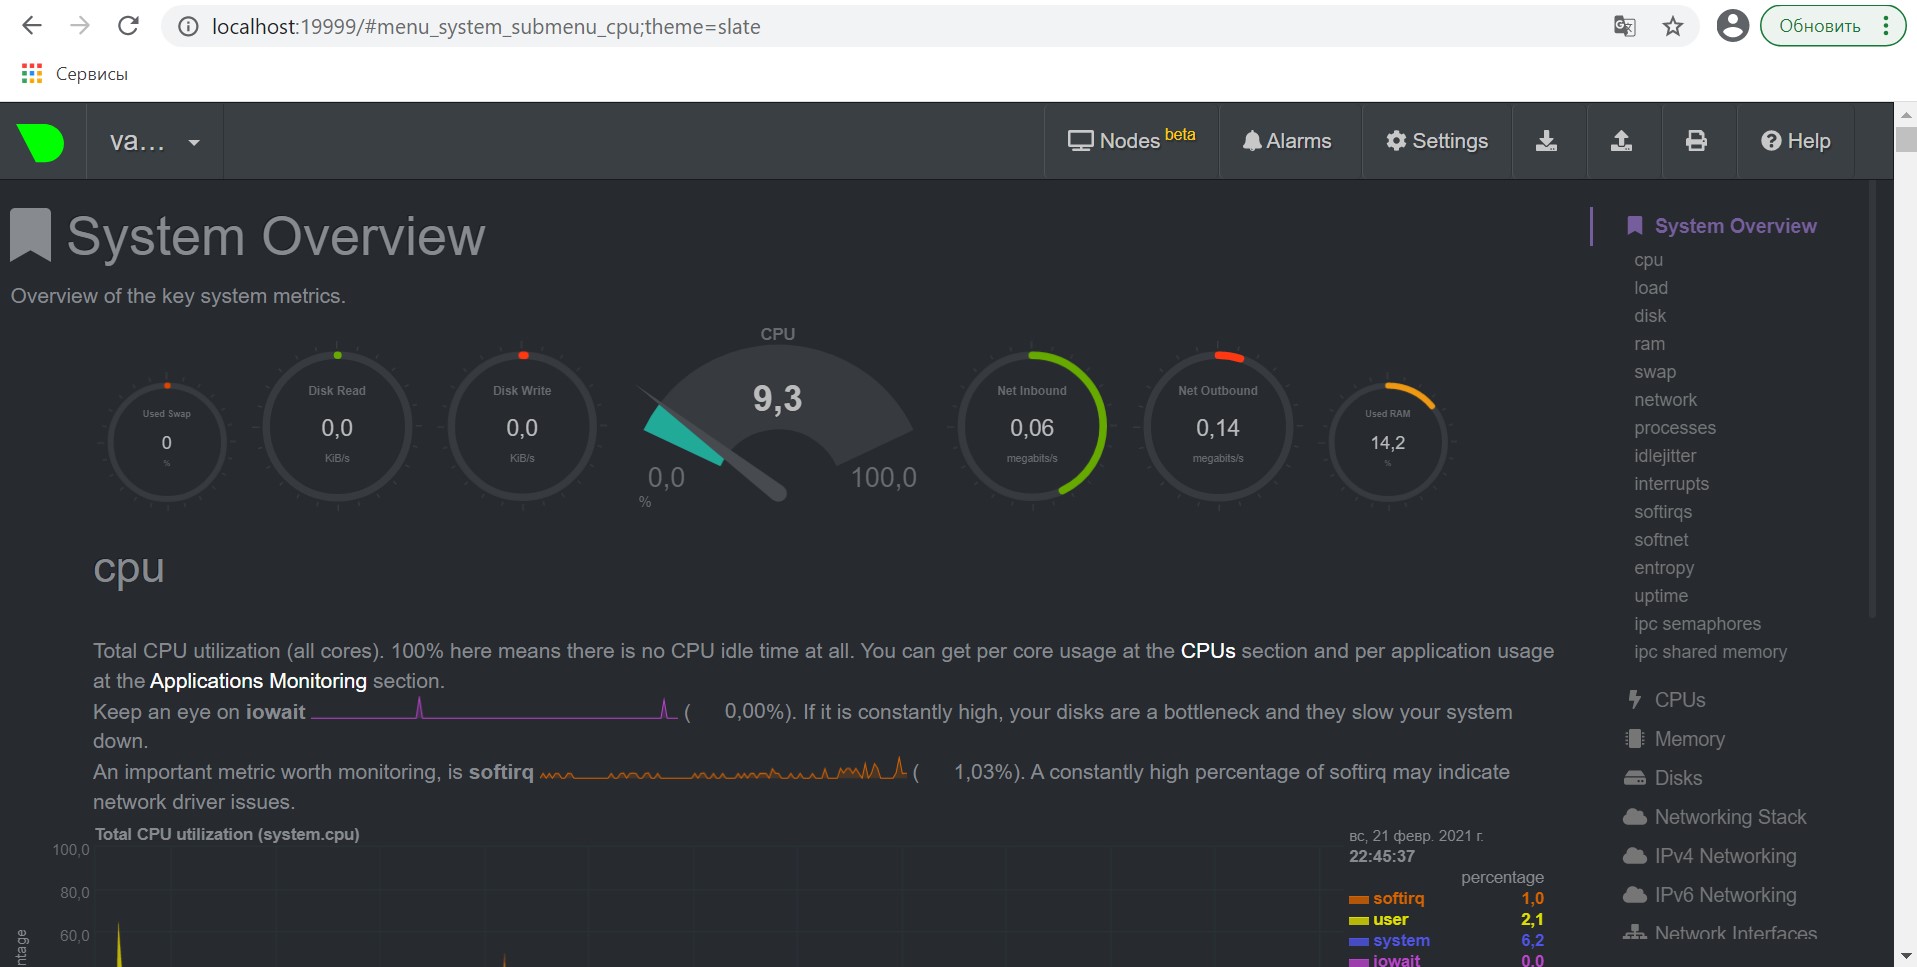 localhost:19999/#menu_system_submenu_cpu;theme=slate
Обновить
Сервисы
va...
Nodes beta
Alarms
Settings
Help
System Overview
Overview of the key system metrics.
Used Swap
0
%
Disk Read
0,0
KiB/s
Disk Write
0,0
KiB/s
CPU
9,3
0,0
100,0
%
Net Inbound
0,06
megabits/s
Net Outbound
0,14
megabits/s
Used RAM
14,2
%
cpu
Total CPU utilization (all cores). 100% here means there is no CPU idle time at all. You can get per core usage at the CPUs section and per application usage
at the Applications Monitoring section.
Keep an eye on iowait ( 0,00%). If it is constantly high, your disks are a bottleneck and they slow your system
down.
An important metric worth monitoring, is softirq ( 1,03%). A constantly high percentage of softirq may indicate
network driver issues.
Total CPU utilization (system.cpu)
100,0
80,0
60,0
ntage
вс, 21 февр. 2021 г.
22:45:37
percentage
softirq 1,0
user 2,1
system 6,2
iowait 0,0
System Overview
cpu
load
disk
ram
swap
network
processes
idlejitter
interrupts
softirqs
softnet
entropy
uptime
ipc semaphores
ipc shared memory
CPUs
Memory
Disks
Networking Stack
IPv4 Networking
IPv6 Networking
Network Interfaces